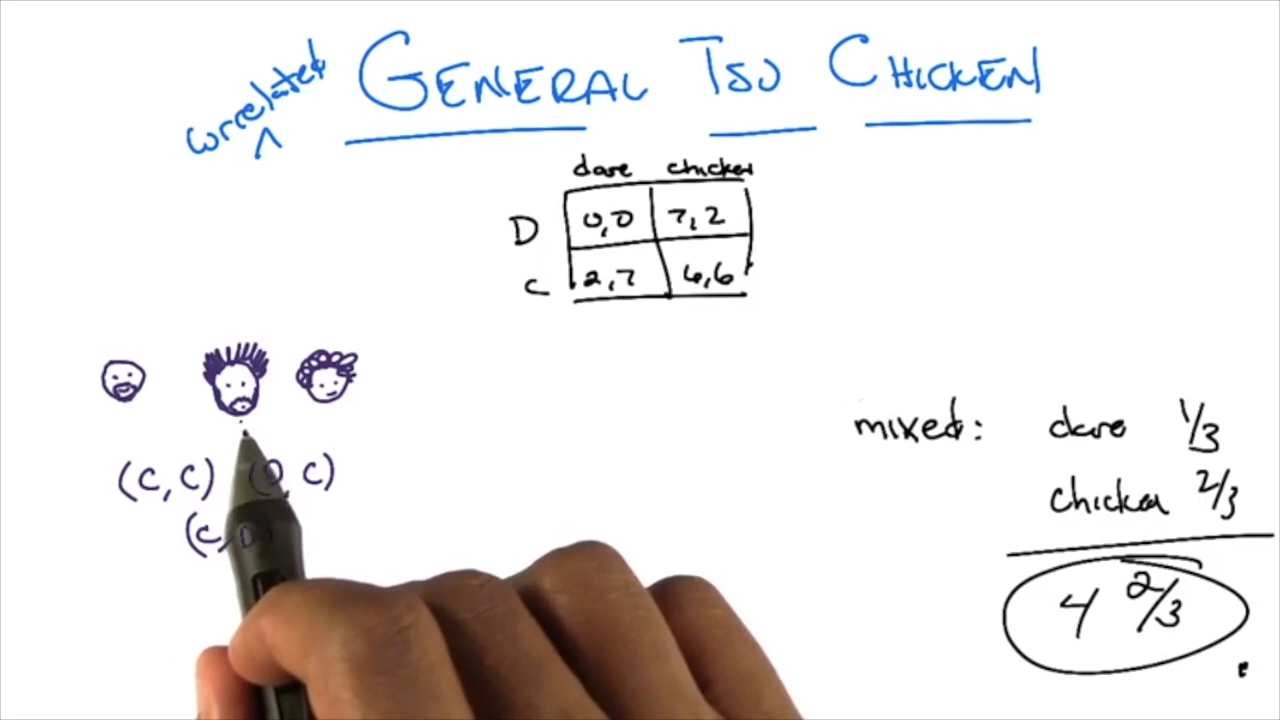 correlated
GENERAL TSO CHICKEN
dare chicken
D 0,0 7,2
C 2,7 6,6
(C, C) (D, C)
(C, D)
mixed: dare 1/3
chicken 2/3
4 2/3